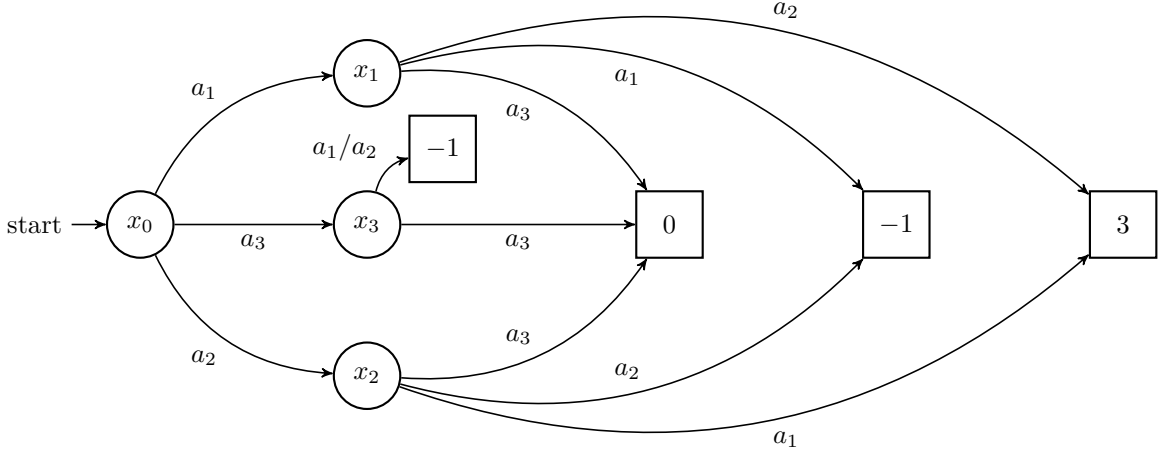 a₂
x₁
a₁
a₁
a₃
a₁/a₂
−1
start
x₀
x₃
0
−1
3
a₃
a₃
a₃
a₂
x₂
a₂
a₁